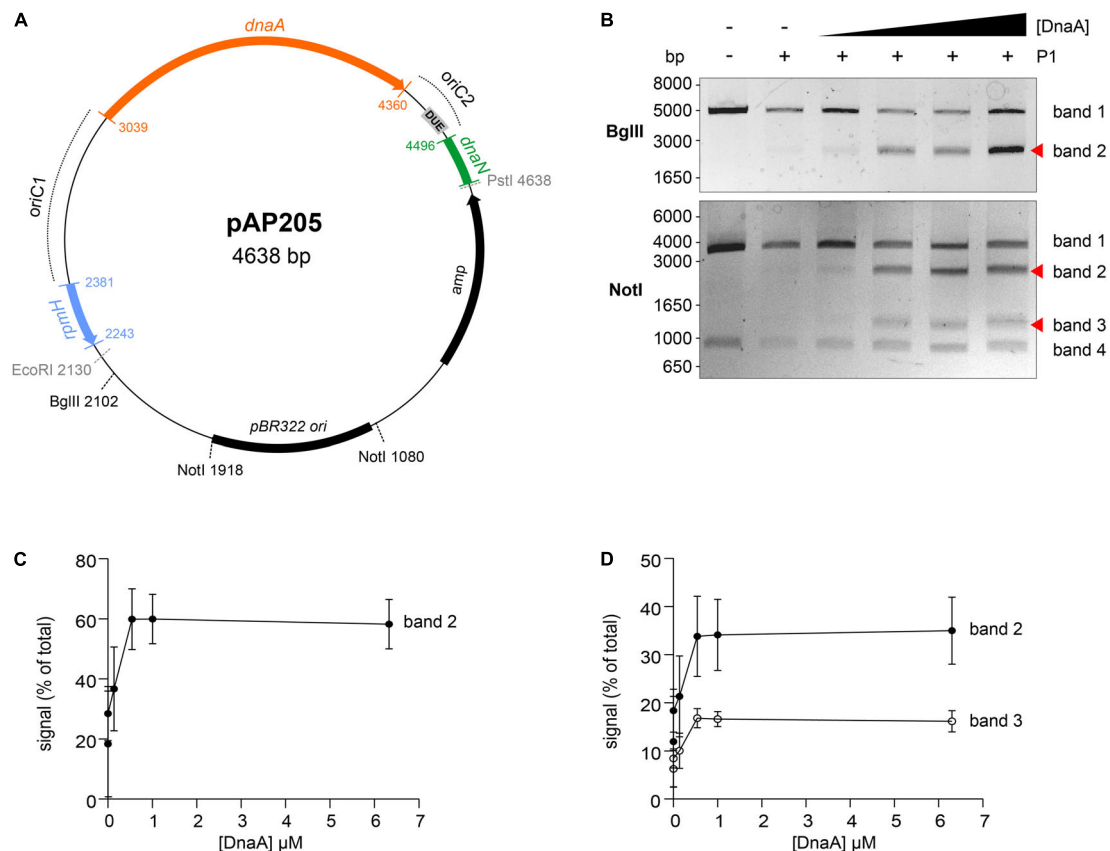 A
dnaA
4360
oriC2
DUE
4496
dnaN
PstI 4638
3039
oriC1
pAP205
4638 bp
amp
2381
rpmH
2243
EcoRI 2130
BglII 2102
pBR322 ori
NotI 1918
NotI 1080
B
- - [DnaA]
bp - + + + + + P1
8000
5000
3000
1650
BglII
band 1
band 2
6000
4000
3000
1650
1000
650
NotI
band 1
band 2
band 3
band 4
C
signal (% of total)
80
60
40
20
0
band 2
0 1 2 3 4 5 6 7
[DnaA] µM
D
signal (% of total)
50
40
30
20
10
0
band 2
band 3
0 1 2 3 4 5 6 7
[DnaA] µM